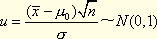 u = (x̄ − μ₀)√n / σ ~ N(0,1)